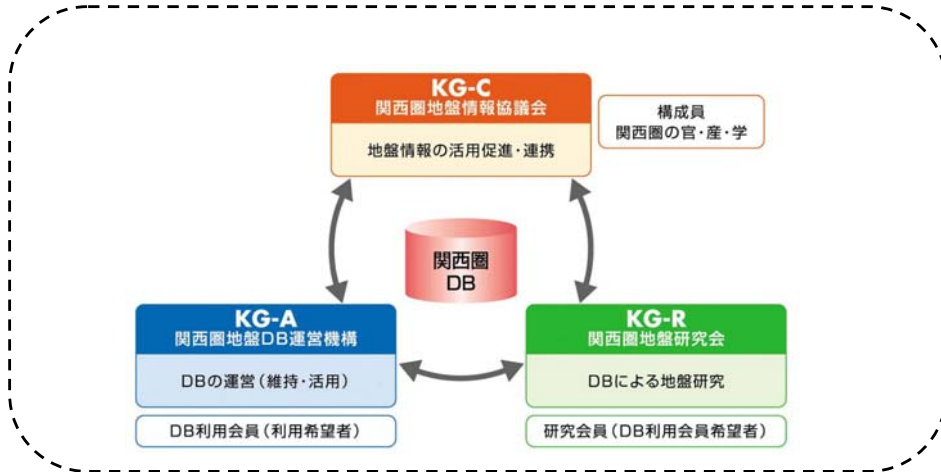 KG-C
関西圏地盤情報協議会
地盤情報の活用促進・連携
構成員
関西圏の官・産・学
関西圏
DB
KG-A
関西圏地盤DB運営機構
DBの運営(維持・活用)
DB利用会員(利用希望者)
KG-R
関西圏地盤研究会
DBによる地盤研究
研究会員(DB利用会員希望者)